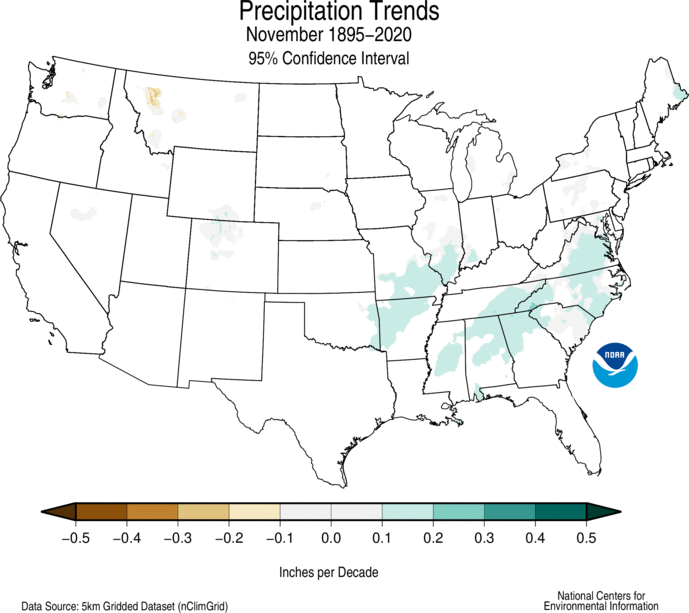 Precipitation Trends
November 1895−2020
95% Confidence Interval
NOAA
−0.5 −0.4 −0.3 −0.2 −0.1 0.0 0.1 0.2 0.3 0.4 0.5
Inches per Decade
Data Source: 5km Gridded Dataset (nClimGrid)
National Centers for
Environmental Information